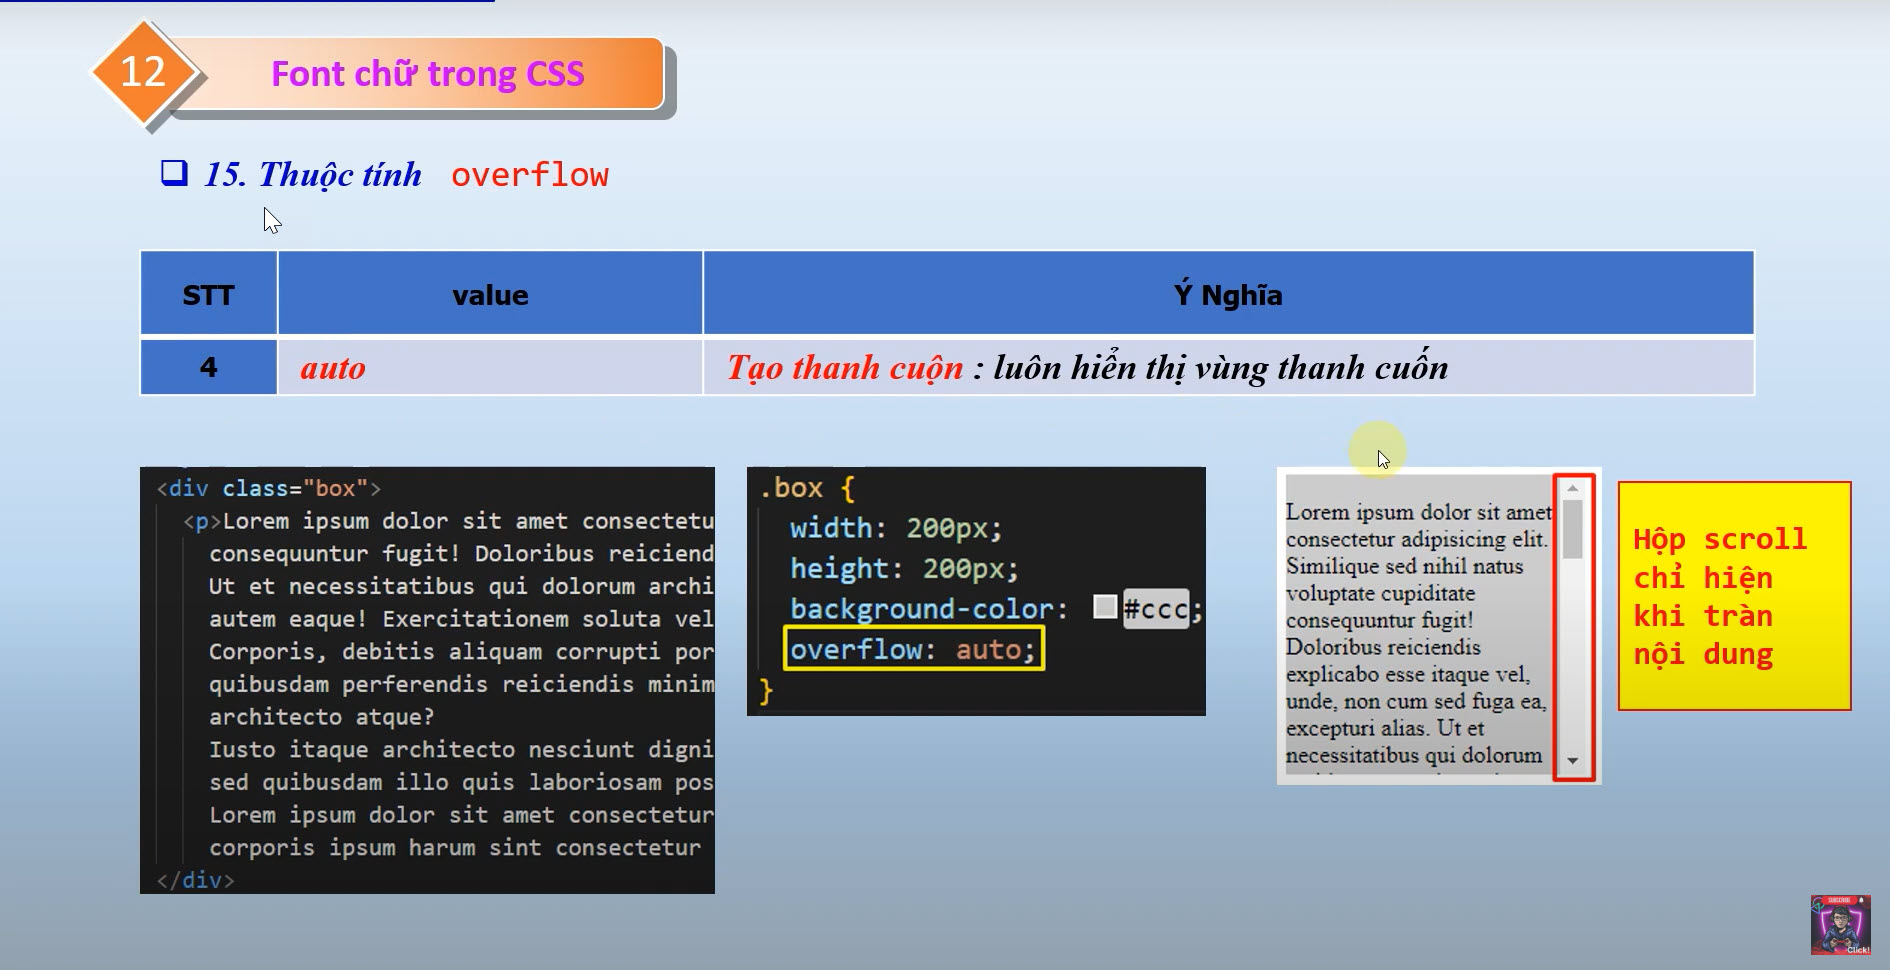 12
Font chữ trong CSS
15. Thuộc tính overflow
STT value Ý Nghĩa
4 auto Tạo thanh cuộn : luôn hiển thị vùng thanh cuốn
<div class="box">
<p>Lorem ipsum dolor sit amet consectetu
consequuntur fugit! Doloribus reiciend
Ut et necessitatibus qui dolorum archi
autem eaque! Exercitationem soluta vel
Corporis, debitis aliquam corrupti por
quibusdam perferendis reiciendis minim
architecto atque?
Iusto itaque architecto nesciunt digni
sed quibusdam illo quis laboriosam pos
Lorem ipsum dolor sit amet consectetur
corporis ipsum harum sint consectetur
</div>
.box {
width: 200px;
height: 200px;
background-color: #ccc;
overflow: auto;
}
Lorem ipsum dolor sit amet
consectetur adipisicing elit.
Similique sed nihil natus
voluptate cupiditate
consequuntur fugit!
Doloribus reiciendis
explicabo esse itaque vel,
unde, non cum sed fuga ea,
excepturi alias. Ut et
necessitatibus qui dolorum
Hộp scroll
chỉ hiện
khi tràn
nội dung
SUBSCRIBE
Click!